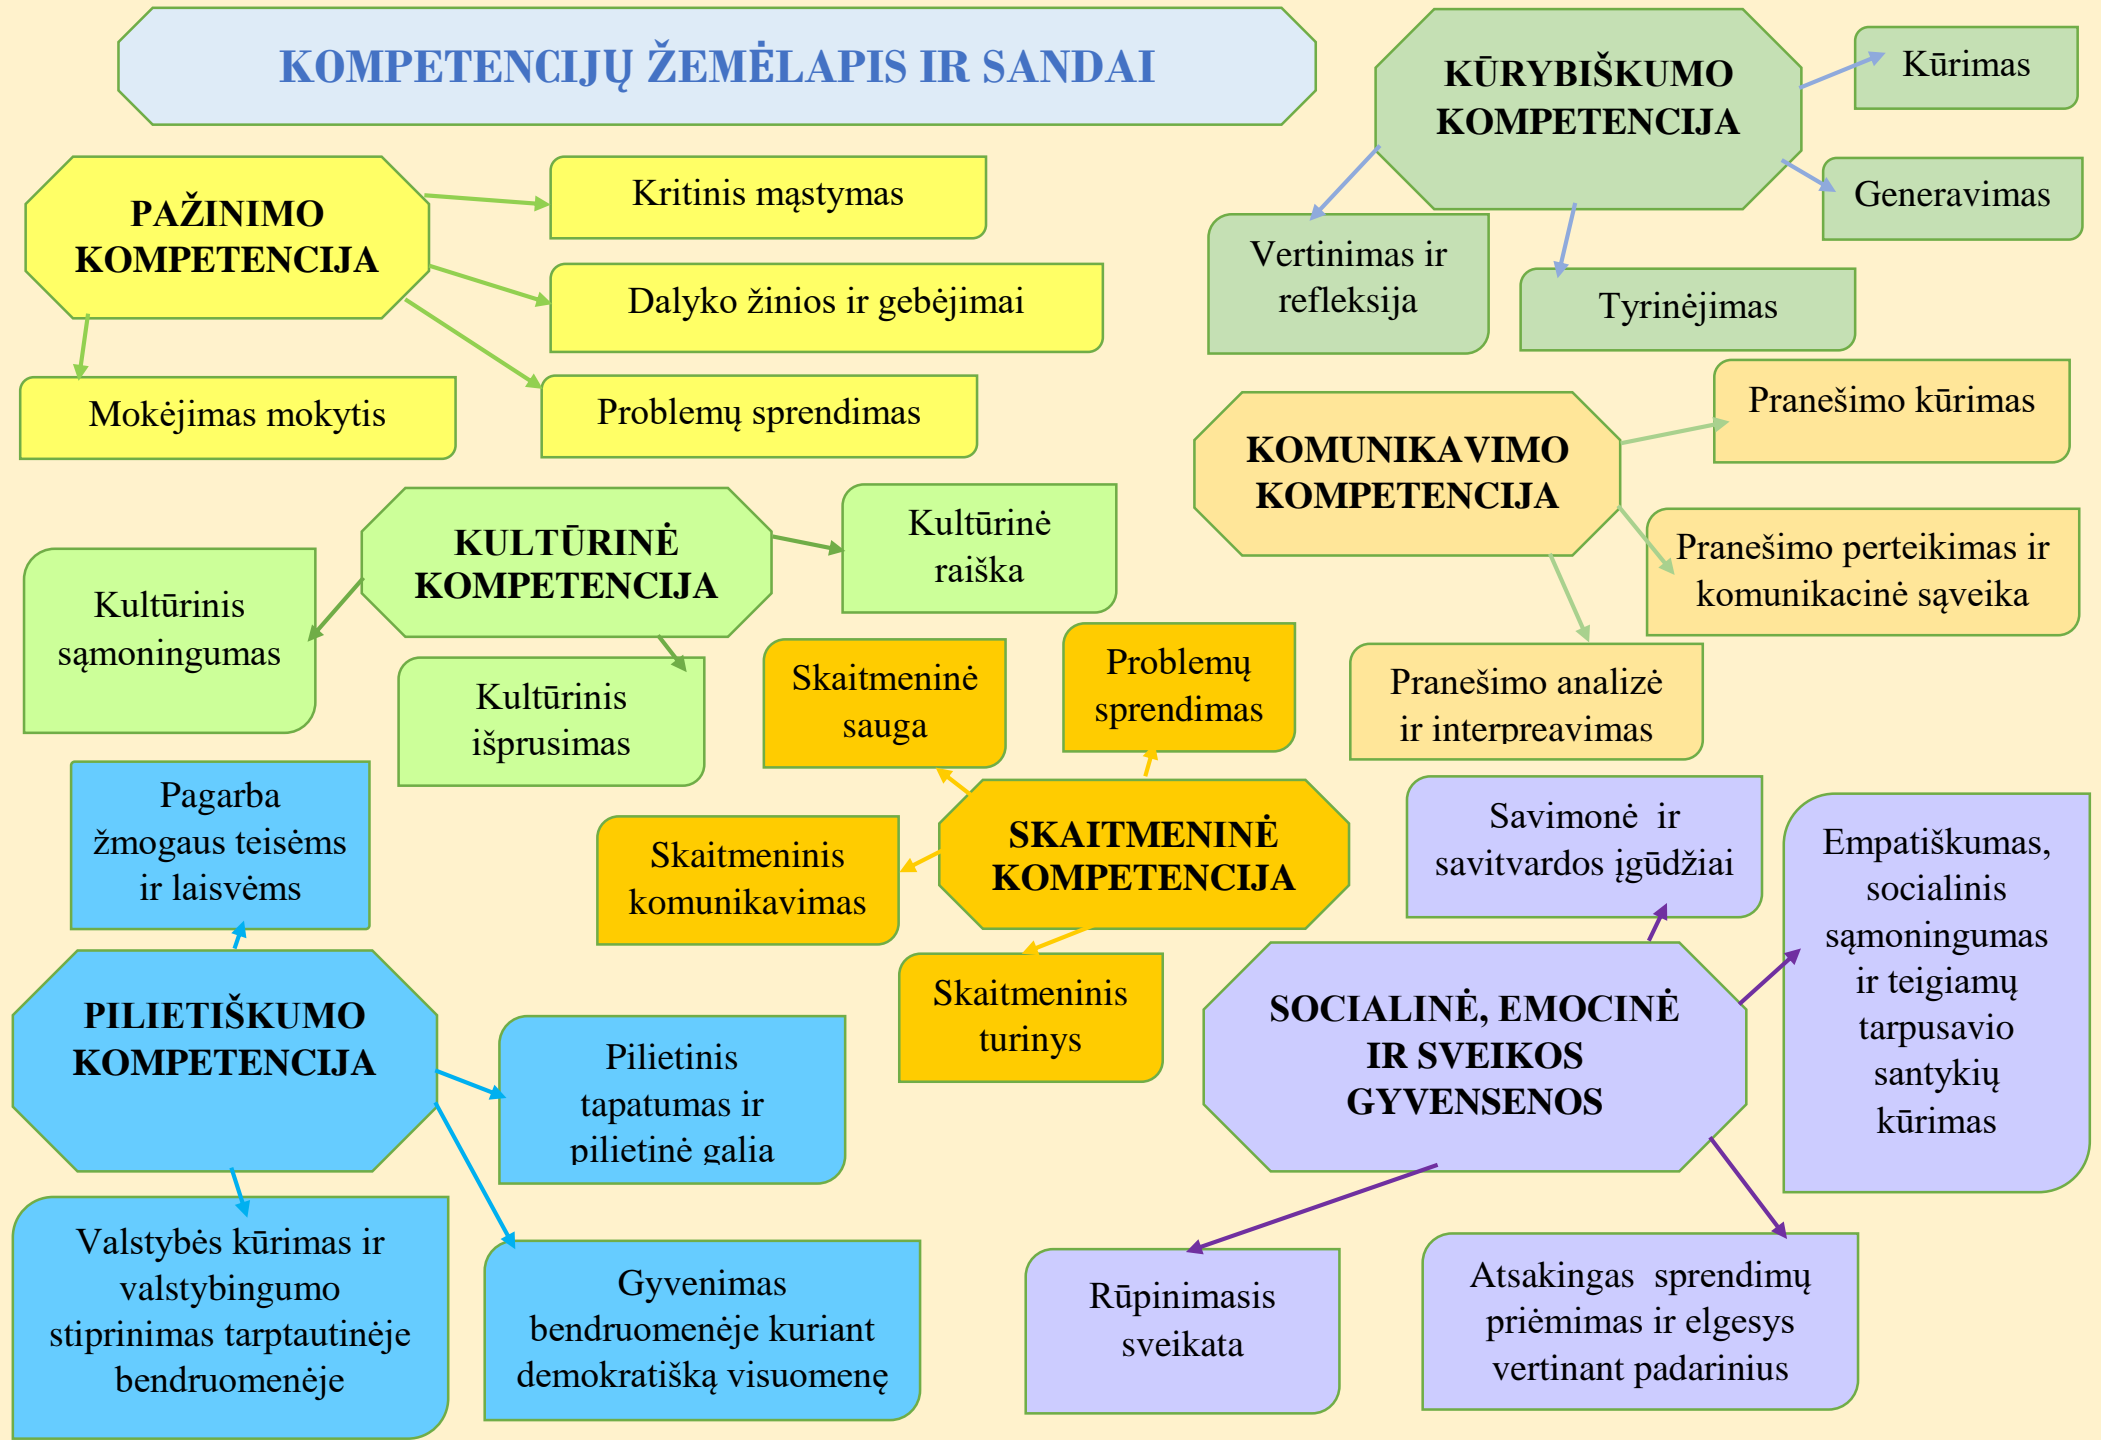 KOMPETENCIJŲ ŽEMĖLAPIS IR SANDAI
PAŽINIMO
KOMPETENCIJA
Kritinis mąstymas
Dalyko žinios ir gebėjimai
Problemų sprendimas
Mokėjimas mokytis
KŪRYBIŠKUMO
KOMPETENCIJA
Kūrimas
Generavimas
Tyrinėjimas
Vertinimas ir
refleksija
KOMUNIKAVIMO
KOMPETENCIJA
Pranešimo kūrimas
Pranešimo perteikimas ir
komunikacinė sąveika
Pranešimo analizė
ir interpreavimas
KULTŪRINĖ
KOMPETENCIJA
Kultūrinė
raiška
Kultūrinis
sąmoningumas
Kultūrinis
išprusimas
SKAITMENINĖ
KOMPETENCIJA
Skaitmeninė
sauga
Problemų
sprendimas
Skaitmeninis
komunikavimas
Skaitmeninis
turinys
PILIETIŠKUMO
KOMPETENCIJA
Pagarba
žmogaus teisėms
ir laisvėms
Pilietinis
tapatumas ir
pilietinė galia
Valstybės kūrimas ir
valstybingumo
stiprinimas tarptautinėje
bendruomenėje
Gyvenimas
bendruomenėje kuriant
demokratišką visuomenę
SOCIALINĖ, EMOCINĖ
IR SVEIKOS
GYVENSENOS
Savimonė ir
savitvardos įgūdžiai
Empatiškumas,
socialinis
sąmoningumas
ir teigiamų
tarpusavio
santykių
kūrimas
Rūpinimasis
sveikata
Atsakingas sprendimų
priėmimas ir elgesys
vertinant padarinius